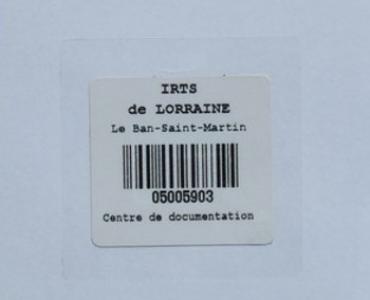 IRTS
de LORRAINE
Le Ban-Saint-Martin
05005903
Centre de documentation